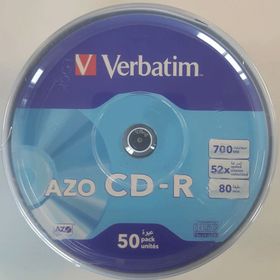 Verbatim
AZO CD-R
700
52x
80
AZO
50 عبوة
pack
unités